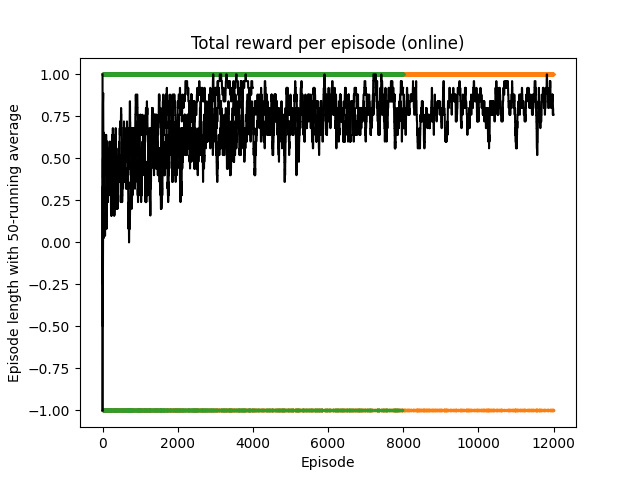 Total reward per episode (online)
Episode length with 50-running average
1.00
0.75
0.50
0.25
0.00
−0.25
−0.50
−0.75
−1.00
0 2000 4000 6000 8000 10000 12000
Episode